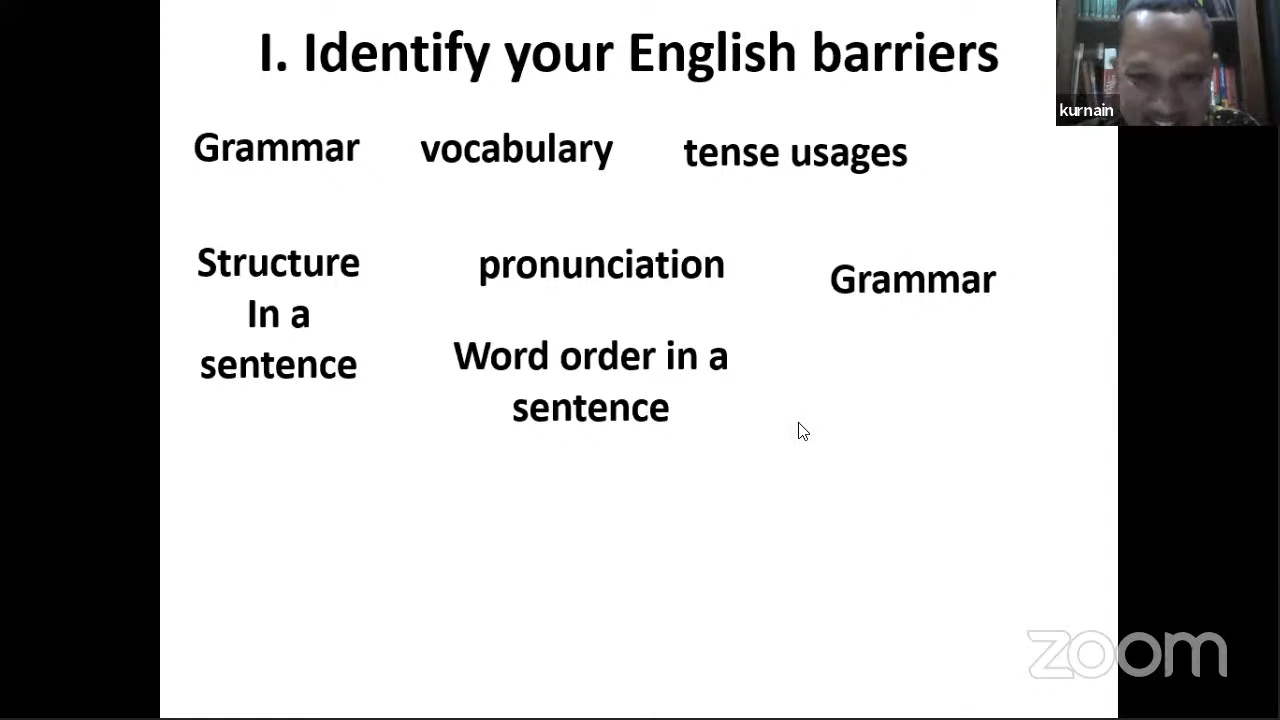 I. Identify your English barriers
kurnain
Grammar vocabulary tense usages
Structure
In a
sentence
pronunciation
Word order in a
sentence
Grammar
zoom